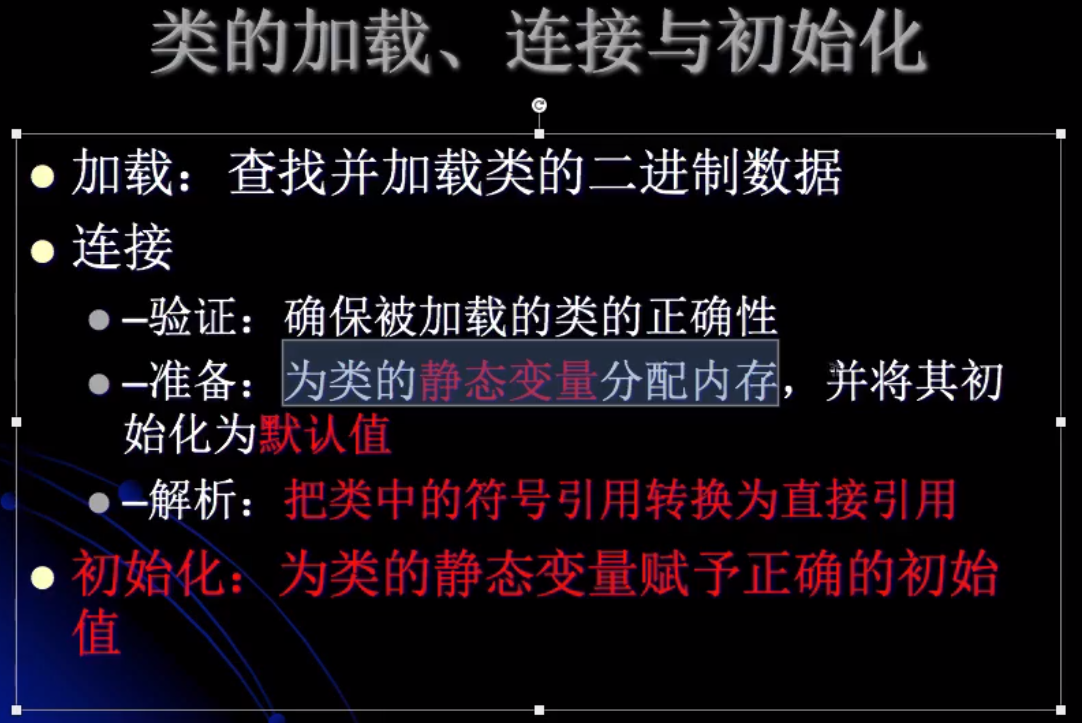 类的加载、连接与初始化
加载：查找并加载类的二进制数据
连接
–验证：确保被加载的类的正确性
–准备：为类的静态变量分配内存，并将其初
始化为默认值
–解析：把类中的符号引用转换为直接引用
初始化：为类的静态变量赋予正确的初始
值